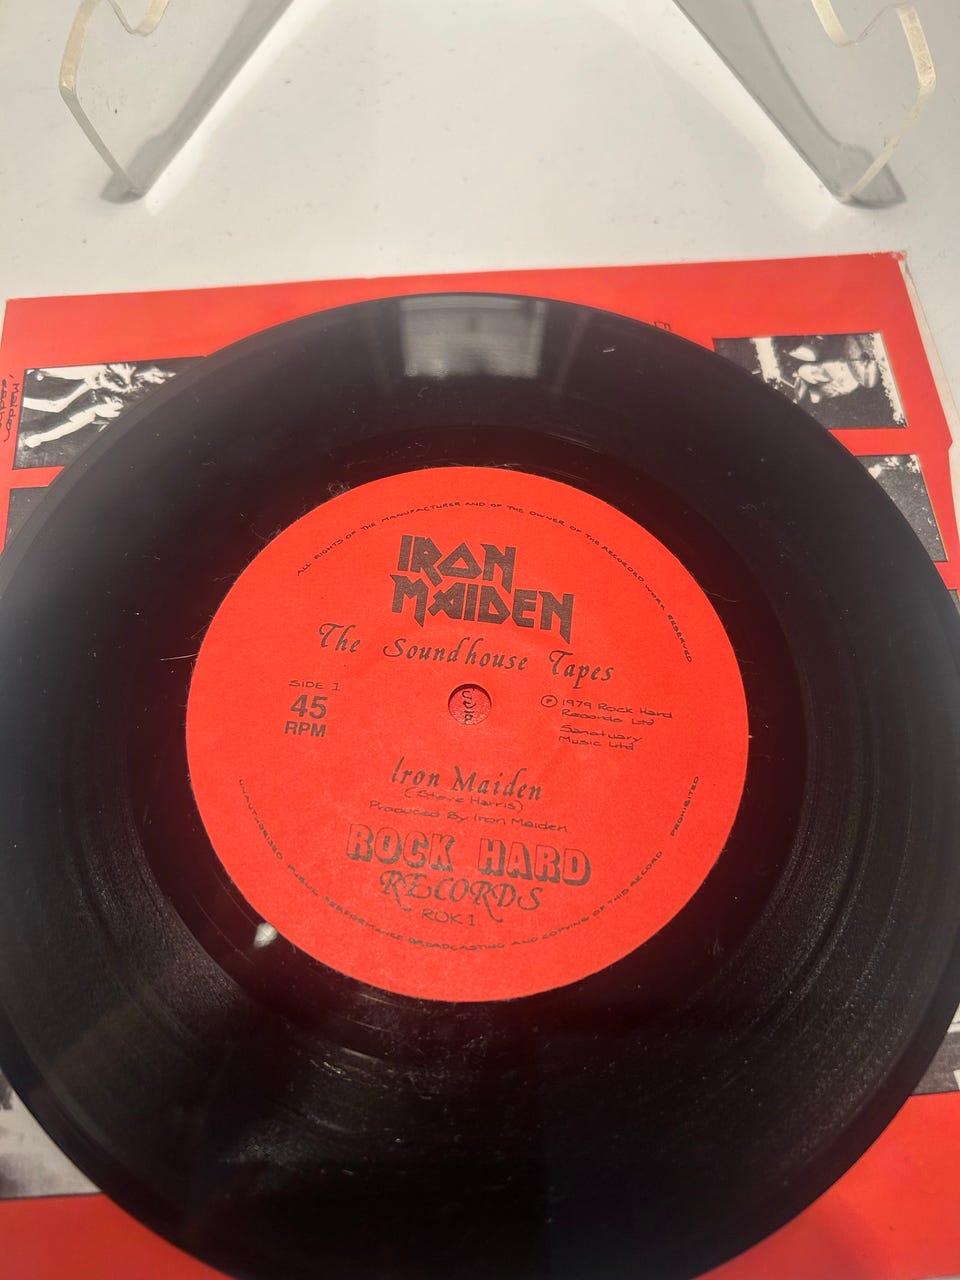 ALL RIGHTS OF THE MANUFACTURER AND OF THE OWNER OF THE RECORDED WORK RESERVED
IRON
MAIDEN
The Soundhouse Tapes
SIDE 1
45
RPM
Ⓟ 1979 Rock Hard
Records Ltd
Sanctuary
Music Ltd
Iron Maiden
(Steve Harris)
Produced By Iron Maiden
ROCK HARD
RECORDS
ROK 1
UNAUTHORIZED PUBLIC PERFORMANCE BROADCASTING AND COPYING OF THIS RECORD PROHIBITED